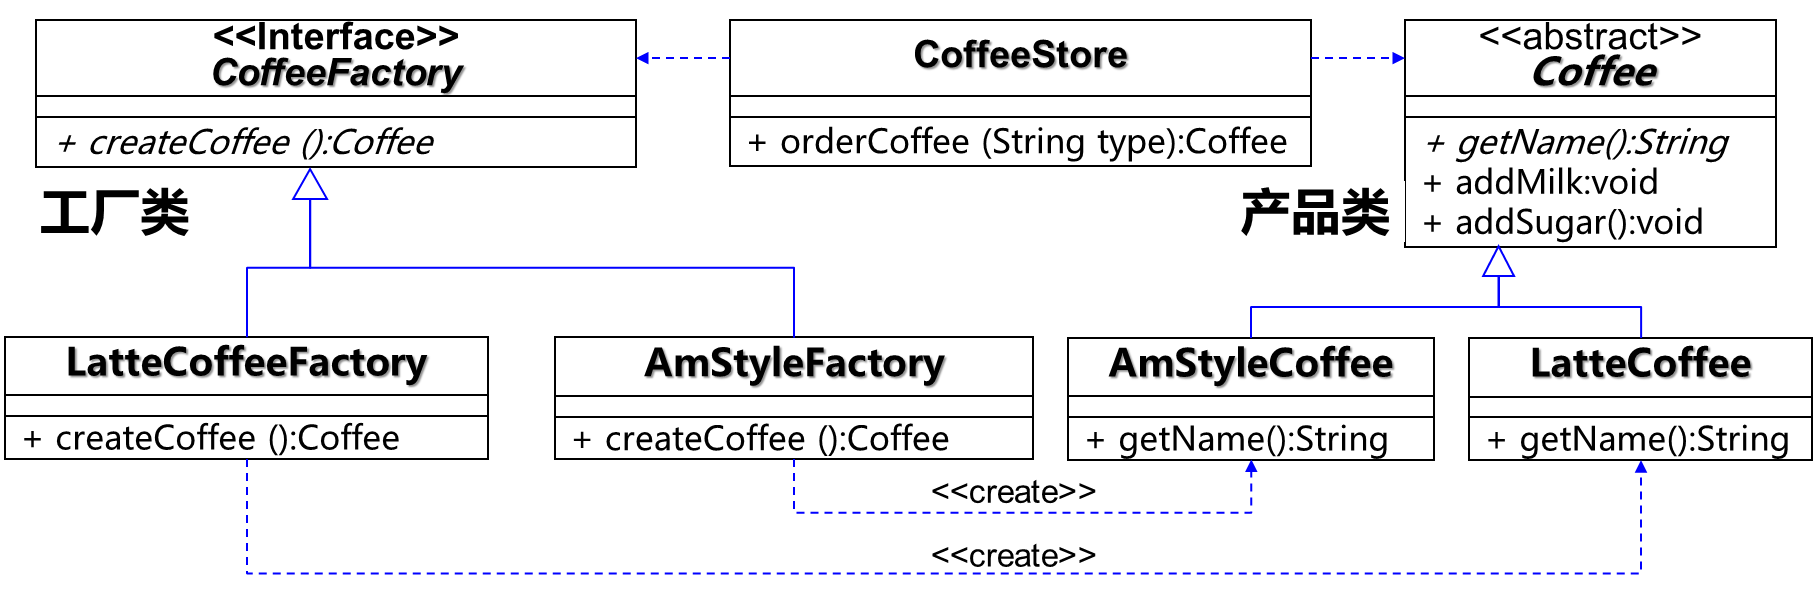 <<Interface>>
CoffeeFactory
+ createCoffee ():Coffee
CoffeeStore
+ orderCoffee (String type):Coffee
<<abstract>>
Coffee
+ getName():String
+ addMilk:void
+ addSugar():void
工厂类
产品类
LatteCoffeeFactory
+ createCoffee ():Coffee
AmStyleFactory
+ createCoffee ():Coffee
AmStyleCoffee
+ getName():String
LatteCoffee
+ getName():String
<<create>>
<<create>>